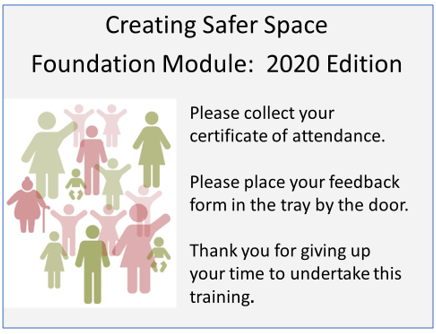 Creating Safer Space
Foundation Module:  2020 Edition
Please collect your
certificate of attendance.
Please place your feedback
form in the tray by the door.
Thank you for giving up
your time to undertake this
training.